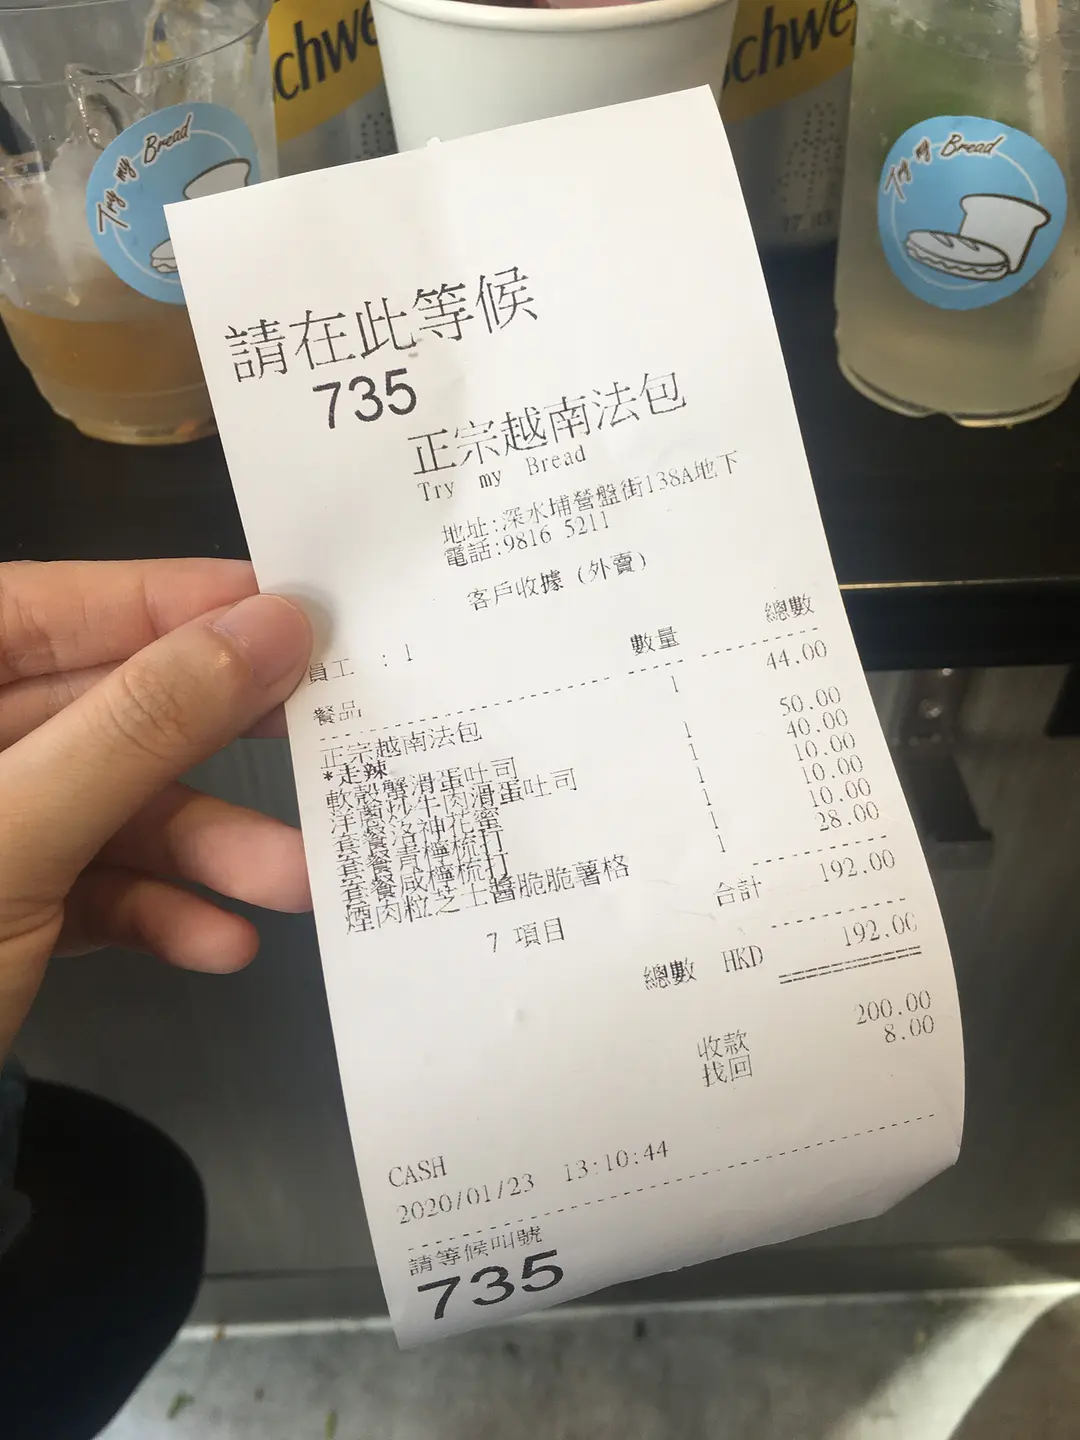 Schwe
Schwe
Try my Bread
Try my Bread
請在此等候
735
正宗越南法包
Try my Bread
地址:深水埔營盤街138A地下
電話:9816 5211
客戶收據 (外賣)
員工 : 1
餐品 數量 總數
正宗越南法包 1 44.00
*走辣
軟殼蟹滑蛋吐司 1 50.00
洋蔥炒牛肉滑蛋吐司 1 40.00
套餐洛神花蜜 1 10.00
套餐青檸梳打 1 10.00
套餐咸檸梳打 1 10.00
煙肉粒芝士醬脆脆薯格 1 28.00
7 項目 合計 192.00
總數 HKD 192.00
收款 200.00
找回 8.00
CASH
2020/01/23 13:10:44
請等候叫號
735